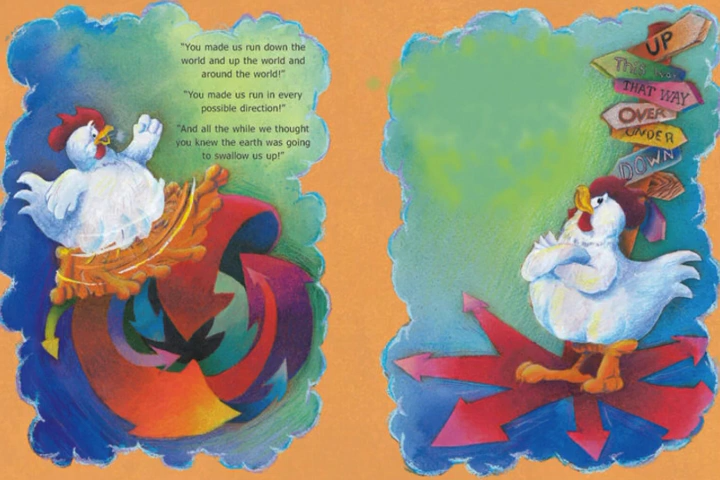 "You made us run down the
world and up the world and
around the world!"
"You made us run in every
possible direction!"
"And all the while we thought
you knew the earth was going
to swallow us up!"
UP
THIS WAY
THAT WAY
OVER
UNDER
DOWN